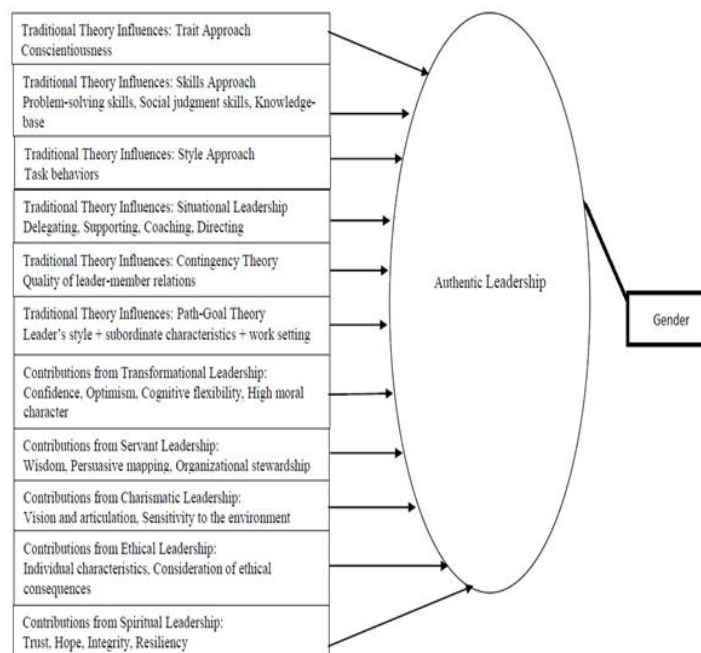 Traditional Theory Influences: Trait Approach
Conscientiousness
Traditional Theory Influences: Skills Approach
Problem-solving skills, Social judgment skills, Knowledge-
base
Traditional Theory Influences: Style Approach
Task behaviors
Traditional Theory Influences: Situational Leadership
Delegating, Supporting, Coaching, Directing
Traditional Theory Influences: Contingency Theory
Quality of leader-member relations
Traditional Theory Influences: Path-Goal Theory
Leader's style + subordinate characteristics + work setting
Contributions from Transformational Leadership:
Confidence, Optimism, Cognitive flexibility, High moral
character
Contributions from Servant Leadership:
Wisdom, Persuasive mapping, Organizational stewardship
Contributions from Charismatic Leadership:
Vision and articulation, Sensitivity to the environment
Contributions from Ethical Leadership:
Individual characteristics, Consideration of ethical
consequences
Contributions from Spiritual Leadership:
Trust, Hope, Integrity, Resiliency
Authentic Leadership
Gender